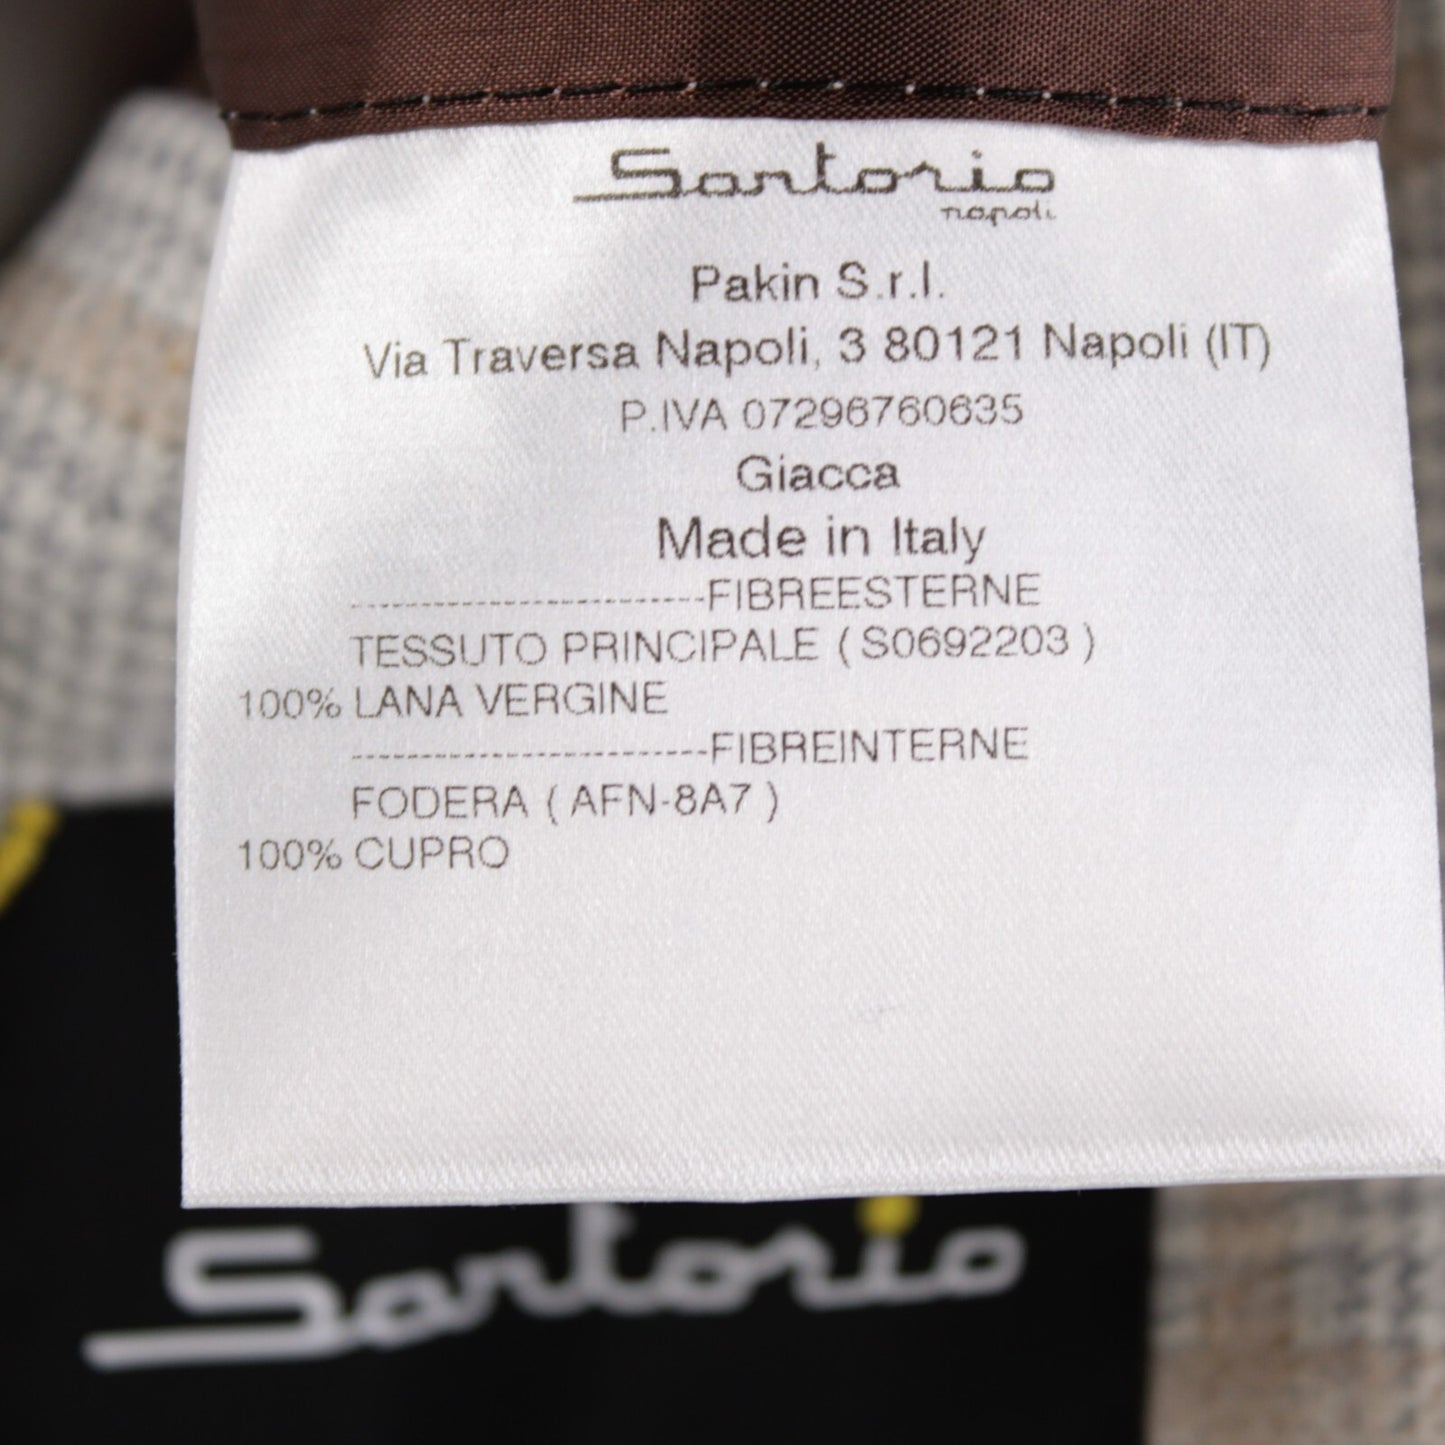 Sartorio
napoli
Pakin S.r.l.
Via Traversa Napoli, 3 80121 Napoli (IT)
P.IVA 07296760635
Giacca
Made in Italy
------------------------FIBREESTERNE
TESSUTO PRINCIPALE ( S0692203 )
100% LANA VERGINE
------------------------FIBREINTERNE
FODERA ( AFN-8A7 )
100% CUPRO
Sartorio